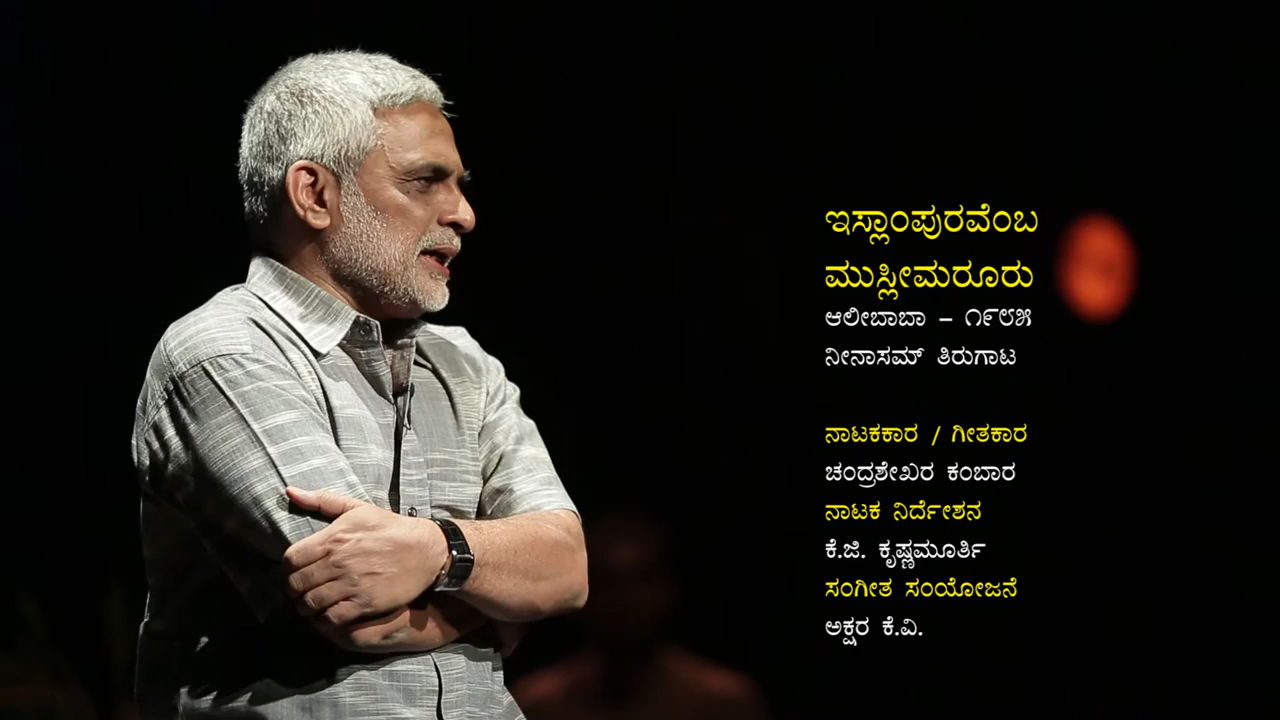 ಇಸ್ಲಾಂಪುರವೆಂಬ
ಮುಸ್ಲೀಮರೂರು
ಆಲೀಬಾಬಾ – ೧೯೮೫
ನೀನಾಸಮ್ ತಿರುಗಾಟ
ನಾಟಕಕಾರ / ಗೀತಕಾರ
ಚಂದ್ರಶೇಖರ ಕಂಬಾರ
ನಾಟಕ ನಿರ್ದೇಶನ
ಕೆ.ಜಿ. ಕೃಷ್ಣಮೂರ್ತಿ
ಸಂಗೀತ ಸಂಯೋಜನೆ
ಅಕ್ಷರ ಕೆ.ವಿ.